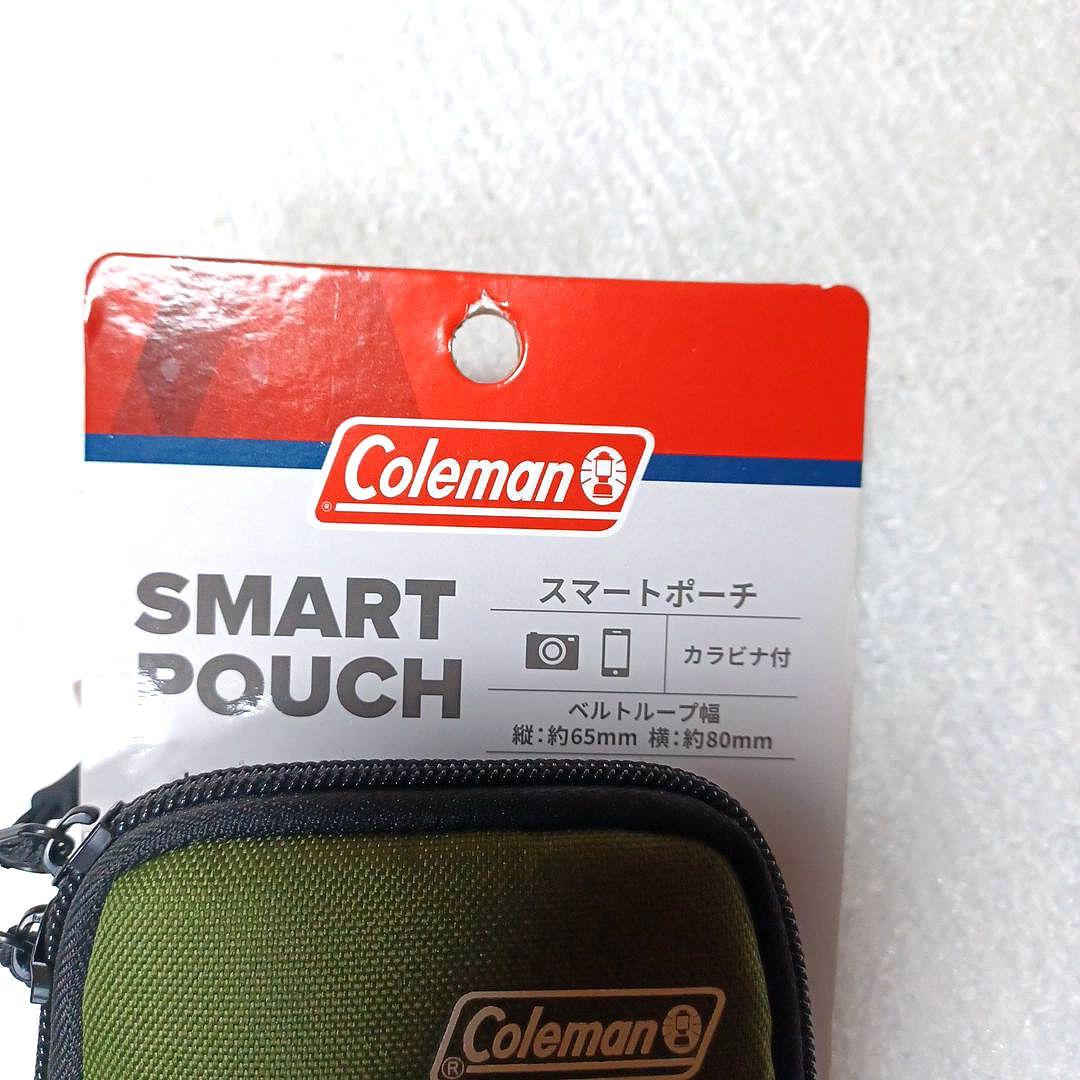 Coleman
®
SMART
POUCH
スマートポーチ
カラビナ付
ベルトループ幅
縦:約65mm 横:約80mm
Coleman
®